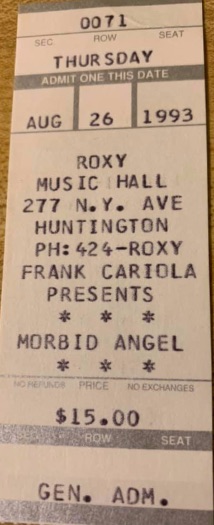 0071
SEC ROW SEAT
THURSDAY
ADMIT ONE THIS DATE
AUG 26 1993
ROXY
MUSIC HALL
277 N.Y. AVE
HUNTINGTON
PH:424-ROXY
FRANK CARIOLA
PRESENTS
* * *
MORBID ANGEL
* * *
NO REFUNDS PRICE NO EXCHANGES
$15.00
ROW SEAT
GEN. ADM.